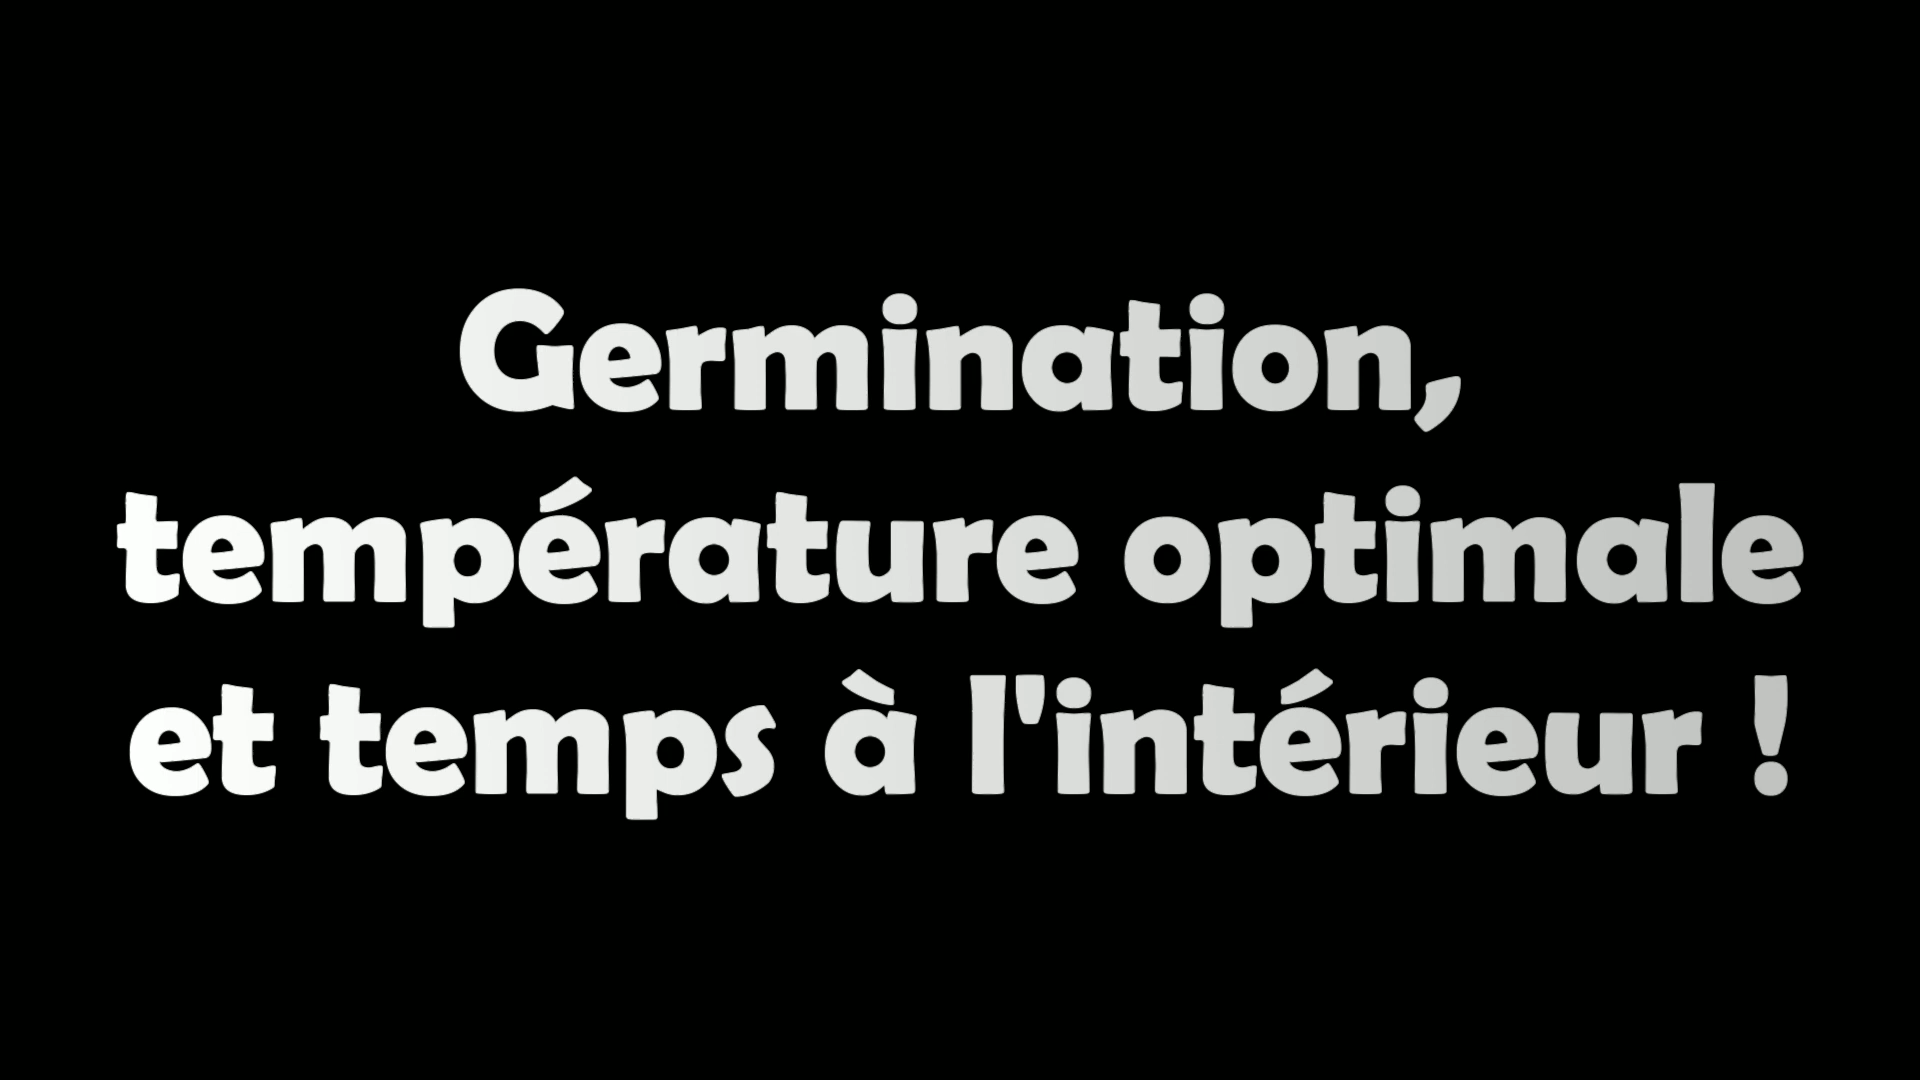 Germination,
température optimale
et temps à l'intérieur !